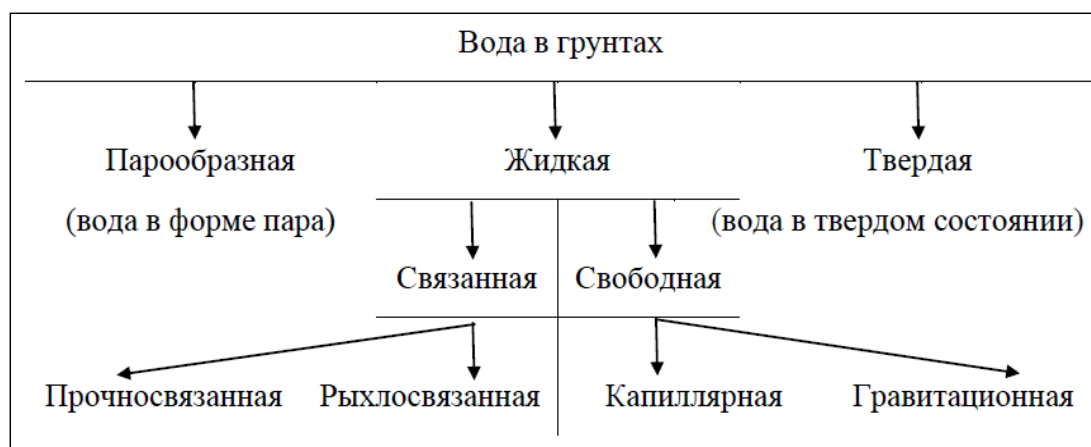 Вода в грунтах
Парообразная Жидкая Твердая
(вода в форме пара) (вода в твердом состоянии)
Связанная Свободная
Прочносвязанная Рыхлосвязанная Капиллярная Гравитационная